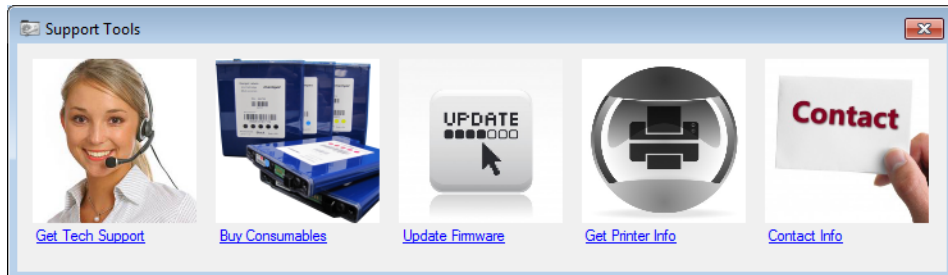 Support Tools
UPDATE
Contact
Get Tech Support
Buy Consumables
Update Firmware
Get Printer Info
Contact Info